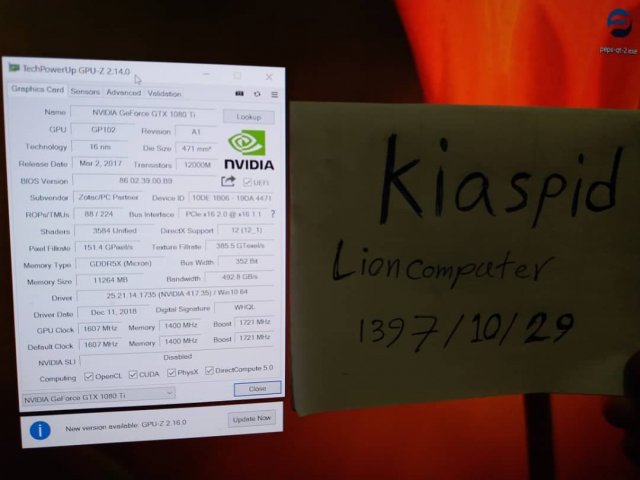 TechPowerUp GPU-Z 2.14.0
Graphics Card Sensors Advanced Validation
Name NVIDIA GeForce GTX 1080 Ti Lookup
GPU GP102 Revision A1
Technology 16 nm Die Size 471 mm²
Release Date Mar 2, 2017 Transistors 12000M
NVIDIA
BIOS Version 86.02.39.00.B9 UEFI
Subvendor Zotac/PC Partner Device ID 10DE 1B06 - 19DA 4471
ROPs/TMUs 88 / 224 Bus Interface PCIe x16 2.0 @ x16 1.1 ?
Shaders 3584 Unified DirectX Support 12 (12_1)
Pixel Fillrate 151.4 GPixel/s Texture Fillrate 385.5 GTexel/s
Memory Type GDDR5X (Micron) Bus Width 352 Bit
Memory Size 11264 MB Bandwidth 492.8 GB/s
Driver 25.21.14.1735 (NVIDIA 417.35) / Win10 64
Driver Date Dec 11, 2018 Digital Signature WHQL
GPU Clock 1607 MHz Memory 1400 MHz Boost 1721 MHz
Default Clock 1607 MHz Memory 1400 MHz Boost 1721 MHz
NVIDIA SLI Disabled
Computing OpenCL CUDA PhysX DirectCompute 5.0
NVIDIA GeForce GTX 1080 Ti Close
New version available: GPU-Z 2.16.0 Update Now
Kiaspid
Lioncomputer
1397/10/29